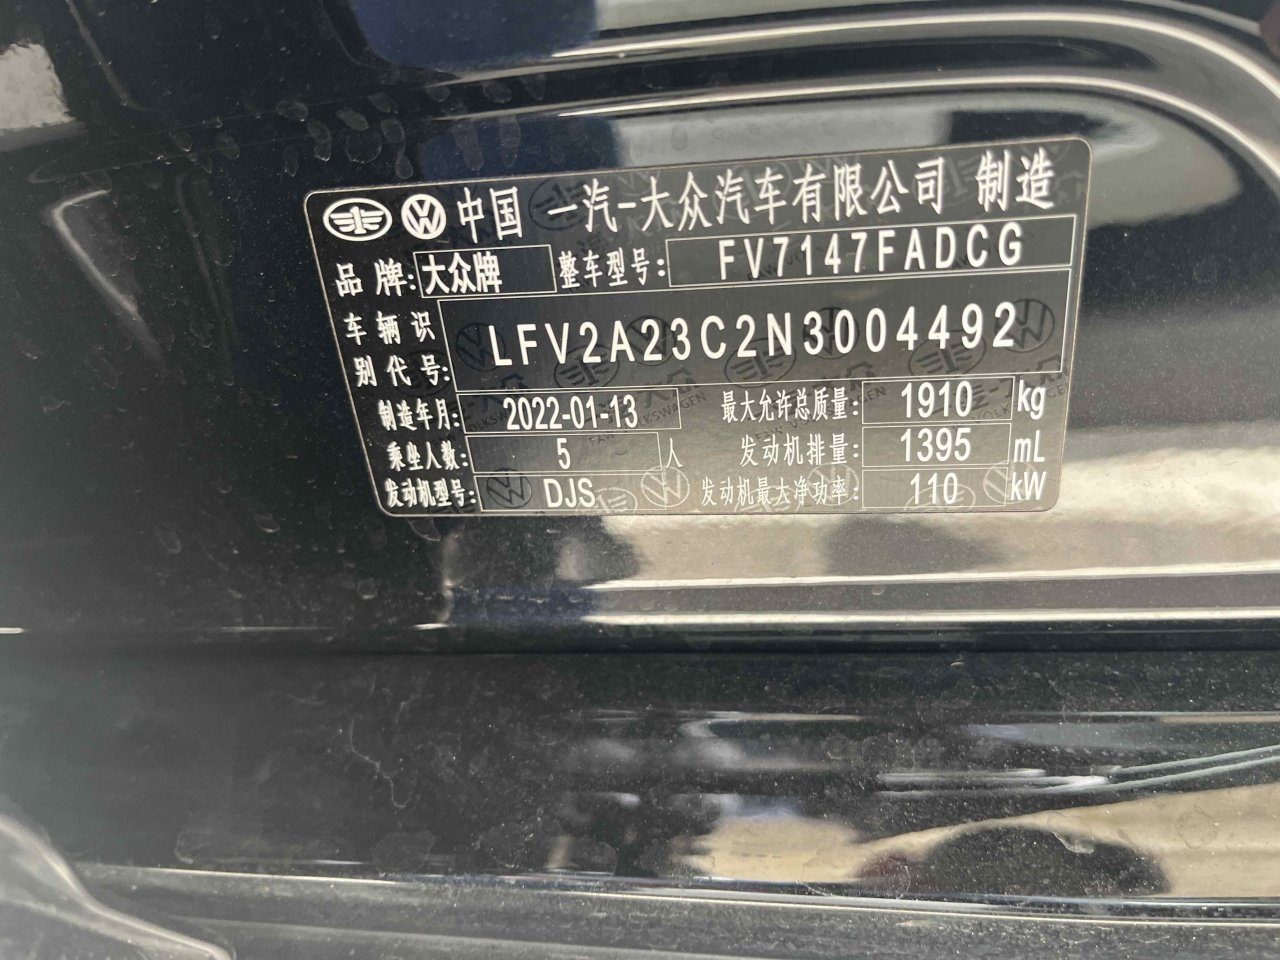 中国 一汽-大众汽车有限公司 制造
品牌: 大众牌 整车型号: FV7147FADCG
车辆识别代号: LFV2A23C2N3004492
制造年月: 2022-01-13 最大允许总质量: 1910 kg
乘坐人数: 5 人 发动机排量: 1395 mL
发动机型号: DJS 发动机最大净功率: 110 kW